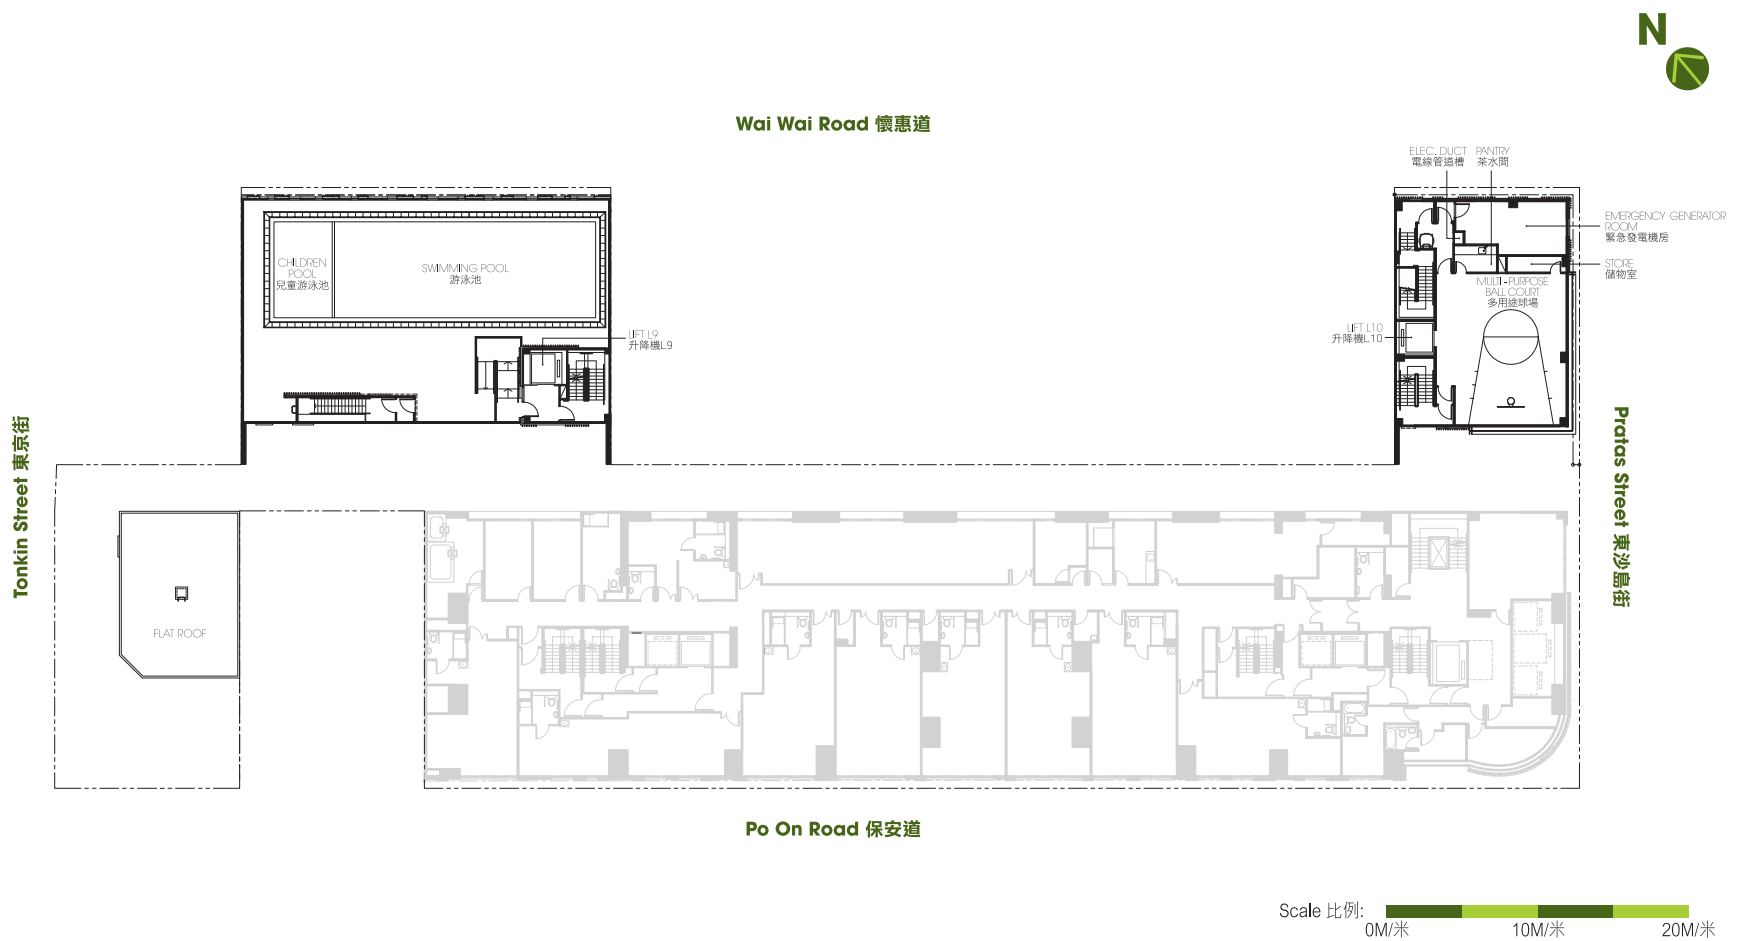 N
Wai Wai Road 懷惠道
ELEC. DUCT
電線管道槽
PANTRY
茶水間
EMERGENCY GENERATOR
ROOM
緊急發電機房
STORE
儲物室
CHILDREN
POOL
兒童游泳池
SWIMMING POOL
游泳池
MULTI-PURPOSE
BALL COURT
多用途球場
LIFT L9
升降機L9
LIFT L10
升降機L10
Tonkin Street 東京街
Pratas Street 東沙島街
FLAT ROOF
Po On Road 保安道
Scale 比例:
0M/米
10M/米
20M/米